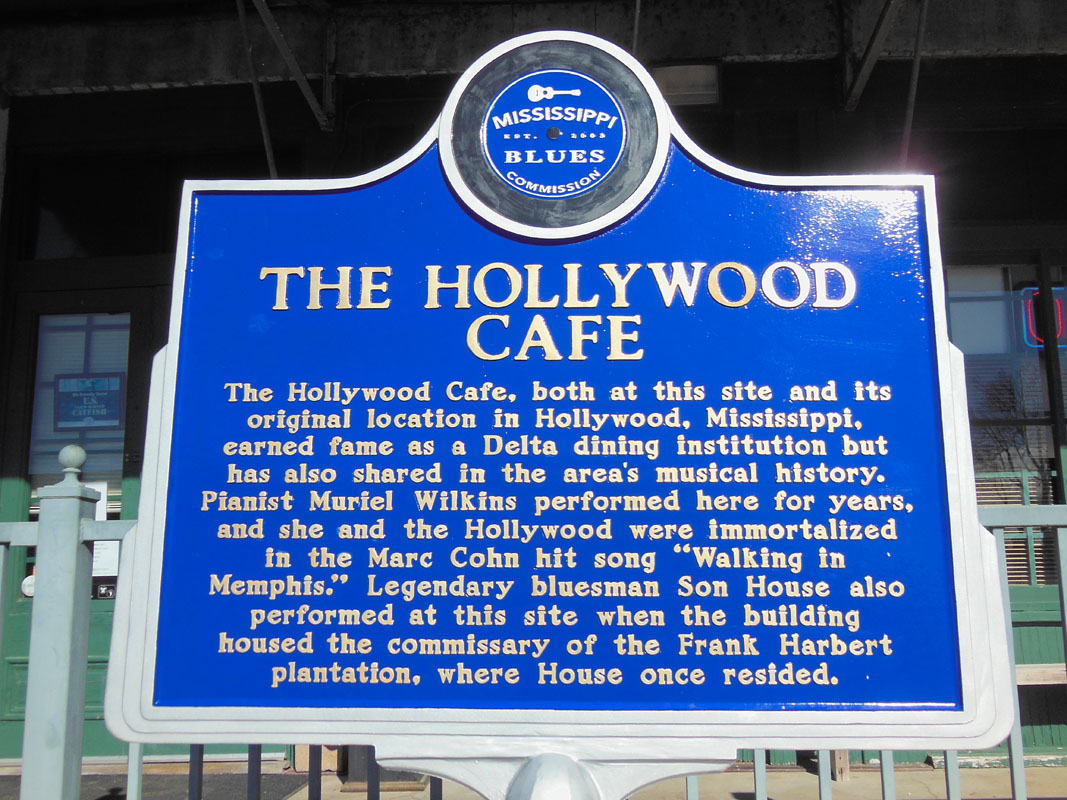 MISSISSIPPI
EST. 2003
BLUES
COMMISSION
THE HOLLYWOOD
CAFE
The Hollywood Cafe, both at this site and its
original location in Hollywood, Mississippi,
earned fame as a Delta dining institution but
has also shared in the area's musical history.
Pianist Muriel Wilkins performed here for years,
and she and the Hollywood were immortalized
in the Marc Cohn hit song “Walking in
Memphis.” Legendary bluesman Son House also
performed at this site when the building
housed the commissary of the Frank Harbert
plantation, where House once resided.
U.S.
CATFISH